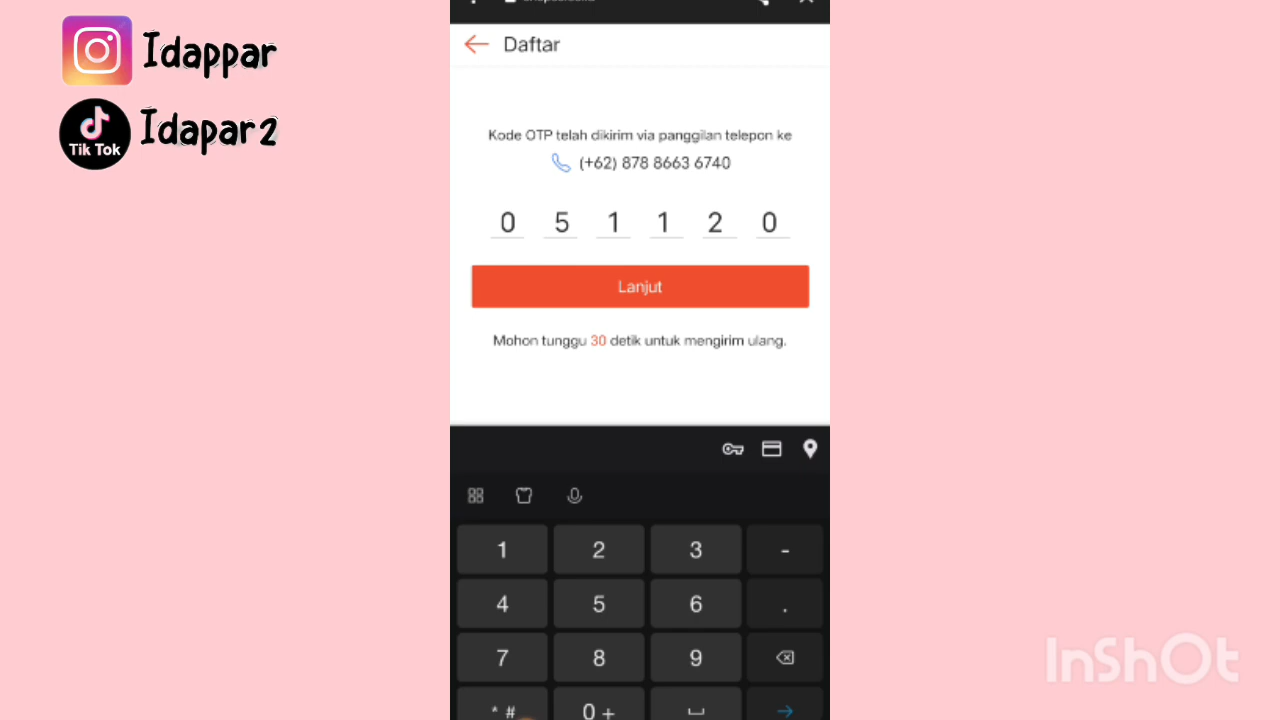 Idappar
Tik Tok
Idapar2
Daftar
Kode OTP telah dikirim via panggilan telepon ke
(+62) 878 8663 6740
0 5 1 1 2 0
Lanjut
Mohon tunggu 30 detik untuk mengirim ulang.
1 2 3 -
4 5 6 .
7 8 9
* # 0 +
InShOt